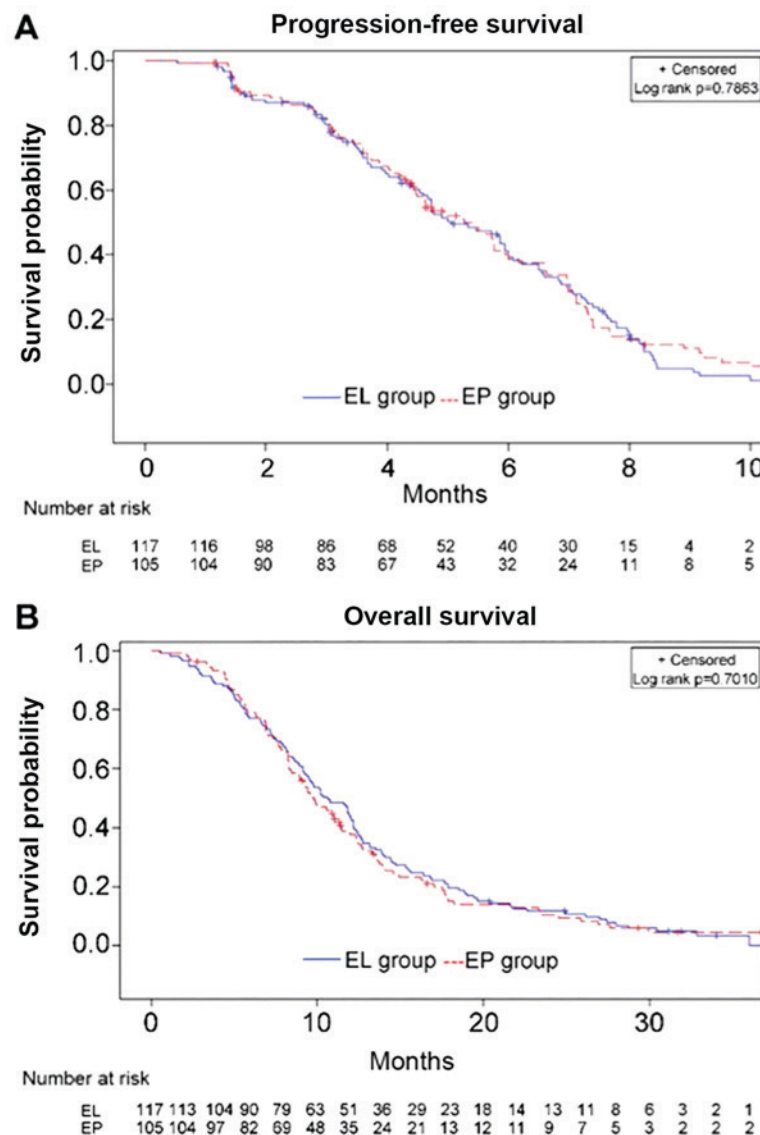 A
Progression-free survival
+ Censored
Log rank p=0.7863
Survival probability
1.0
0.8
0.6
0.4
0.2
0.0
EL group EP group
0 2 4 6 8 10
Months
Number at risk
EL 117 116 98 86 68 52 40 30 15 4 2
EP 105 104 90 83 67 43 32 24 11 8 5
B
Overall survival
+ Censored
Log rank p=0.7010
Survival probability
1.0
0.8
0.6
0.4
0.2
0.0
EL group EP group
0 10 20 30
Months
Number at risk
EL 117 113 104 90 79 63 51 36 29 23 18 14 13 11 8 6 3 2 1
EP 105 104 97 82 69 48 35 24 21 13 12 11 9 7 5 3 2 2 2